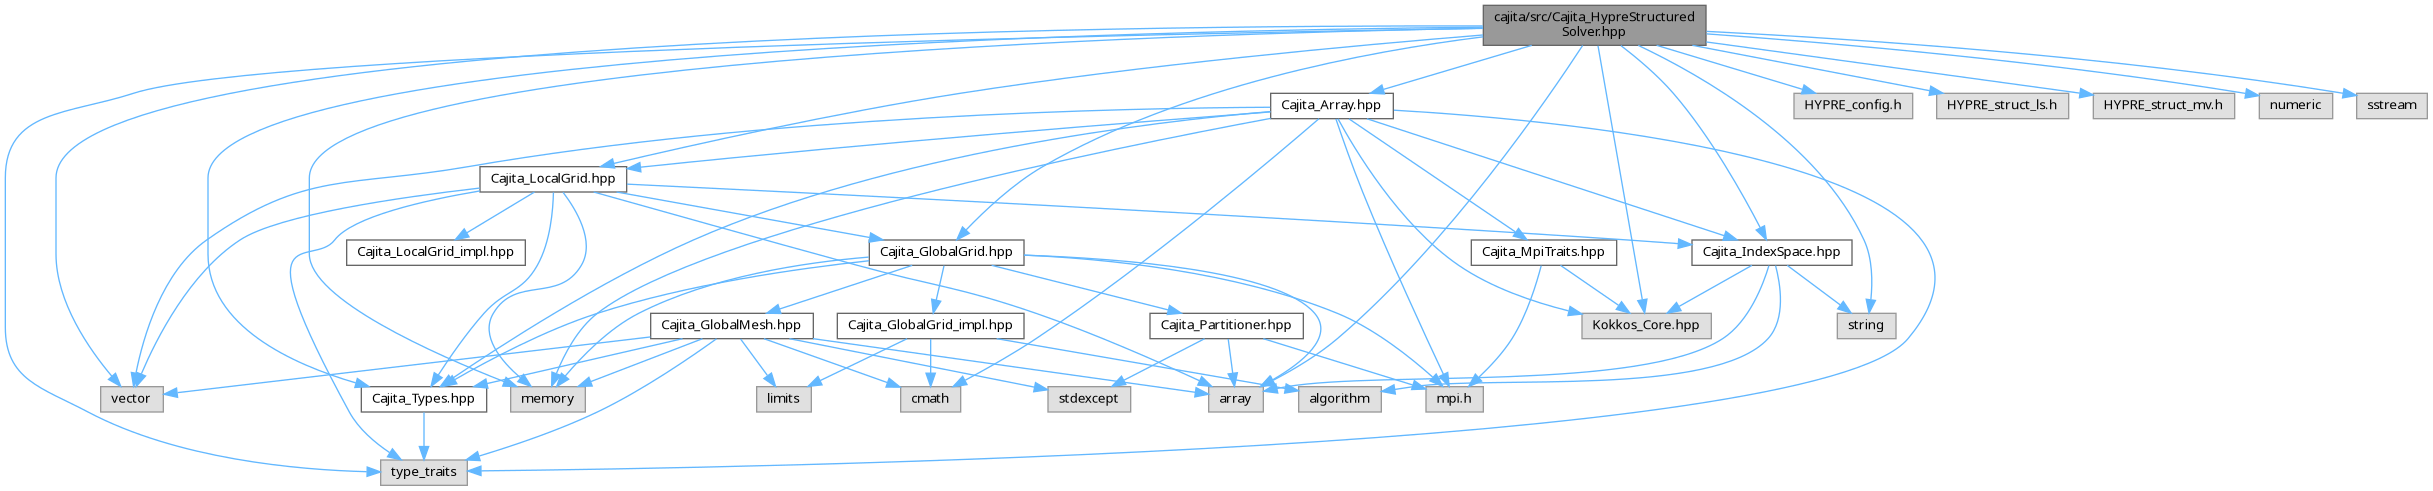 cajita/src/Cajita_HypreStructured
Solver.hpp
Cajita_Array.hpp
HYPRE_config.h
HYPRE_struct_ls.h
HYPRE_struct_mv.h
numeric
sstream
Cajita_LocalGrid.hpp
Cajita_LocalGrid_impl.hpp
Cajita_GlobalGrid.hpp
Cajita_MpiTraits.hpp
Cajita_IndexSpace.hpp
Cajita_GlobalMesh.hpp
Cajita_GlobalGrid_impl.hpp
Cajita_Partitioner.hpp
Kokkos_Core.hpp
string
vector
Cajita_Types.hpp
memory
limits
cmath
stdexcept
array
algorithm
mpi.h
type_traits